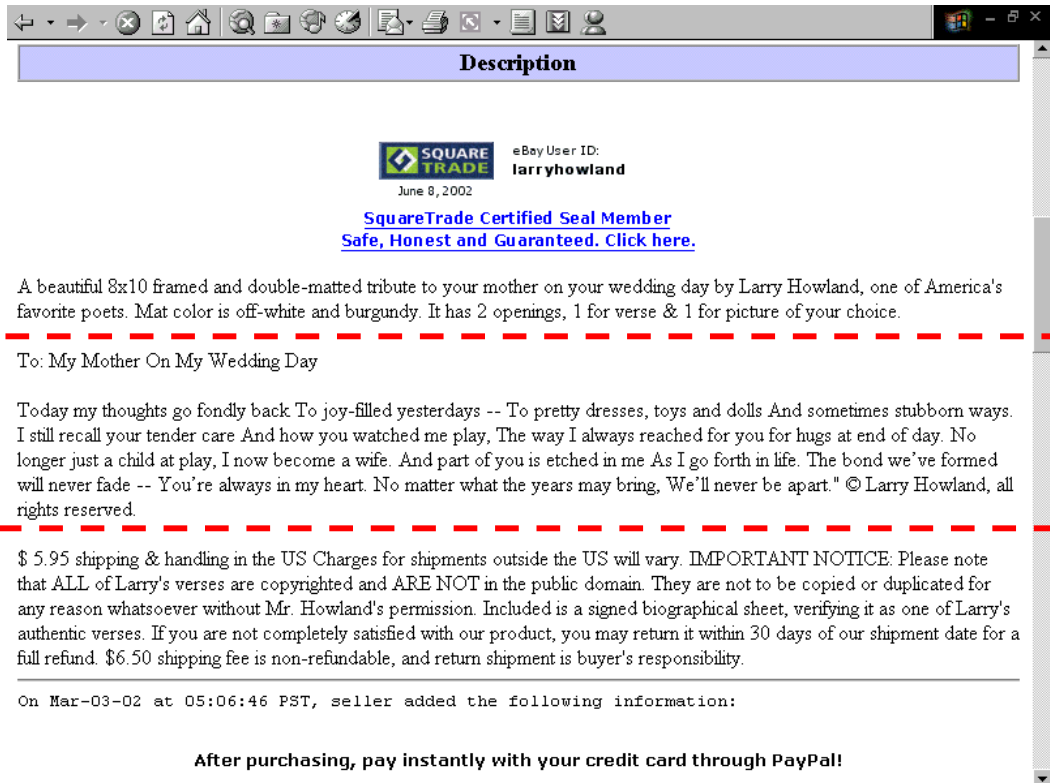 Description
SQUARE
TRADE
eBay User ID:
larryhowland
June 8, 2002
SquareTrade Certified Seal Member
Safe, Honest and Guaranteed. Click here.
A beautiful 8x10 framed and double-matted tribute to your mother on your wedding day by Larry Howland, one of America's
favorite poets. Mat color is off-white and burgundy. It has 2 openings, 1 for verse & 1 for picture of your choice.
To: My Mother On My Wedding Day
Today my thoughts go fondly back To joy-filled yesterdays -- To pretty dresses, toys and dolls And sometimes stubborn ways.
I still recall your tender care And how you watched me play, The way I always reached for you for hugs at end of day. No
longer just a child at play, I now become a wife. And part of you is etched in me As I go forth in life. The bond we’ve formed
will never fade -- You’re always in my heart. No matter what the years may bring, We’ll never be apart." © Larry Howland, all
rights reserved.
$ 5.95 shipping & handling in the US Charges for shipments outside the US will vary. IMPORTANT NOTICE: Please note
that ALL of Larry's verses are copyrighted and ARE NOT in the public domain. They are not to be copied or duplicated for
any reason whatsoever without Mr. Howland's permission. Included is a signed biographical sheet, verifying it as one of Larry's
authentic verses. If you are not completely satisfied with our product, you may return it within 30 days of our shipment date for a
full refund. $6.50 shipping fee is non-refundable, and return shipment is buyer's responsibility.
On Mar-03-02 at 05:06:46 PST, seller added the following information:
After purchasing, pay instantly with your credit card through PayPal!